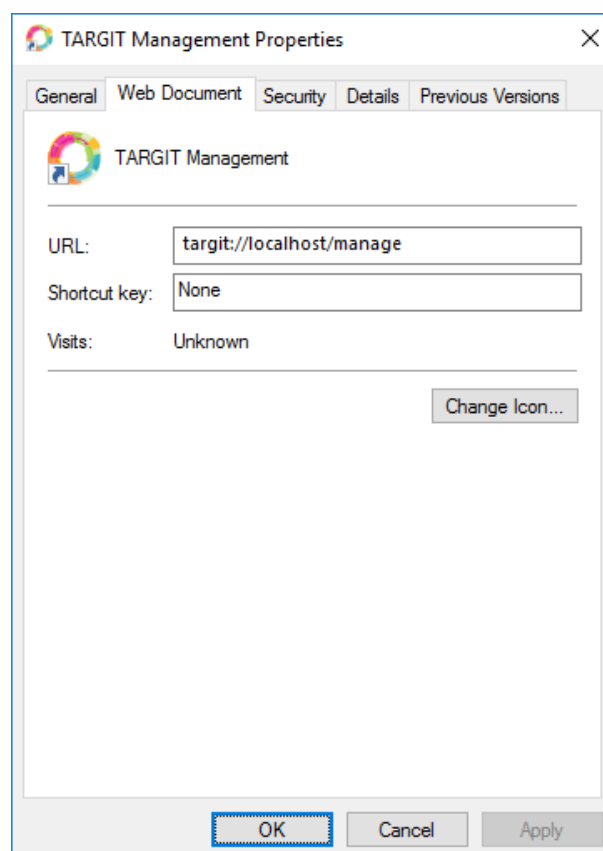 TARGIT Management Properties
General Web Document Security Details Previous Versions
TARGIT Management
URL: targit://localhost/manage
Shortcut key: None
Visits: Unknown
Change Icon...
OK Cancel Apply